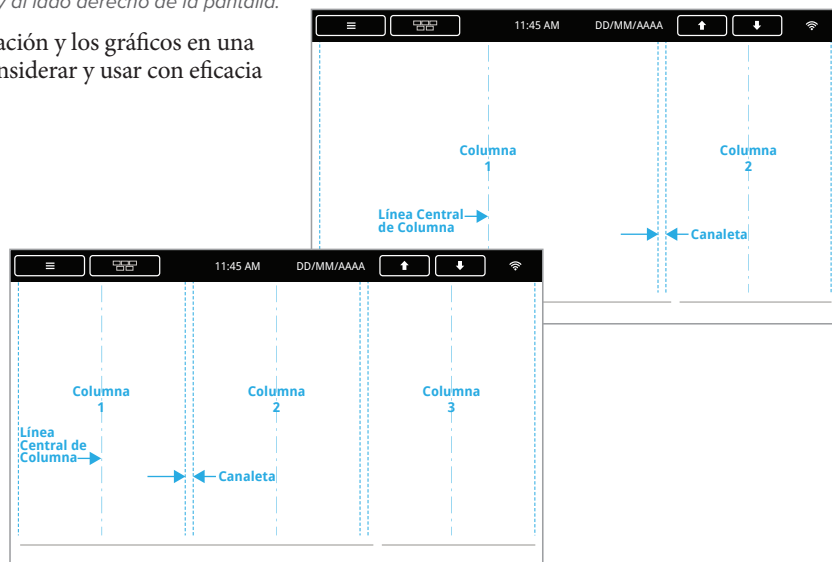 y al lado derecho de la pantalla.
ación y los gráficos en una
nsiderar y usar con eficacia
11:45 AM DD/MM/AAAA
Columna
1
Columna
2
Línea Central
de Columna
Canaleta
11:45 AM DD/MM/AAAA
Columna
1
Columna
2
Columna
3
Línea
Central de
Columna
Canaleta